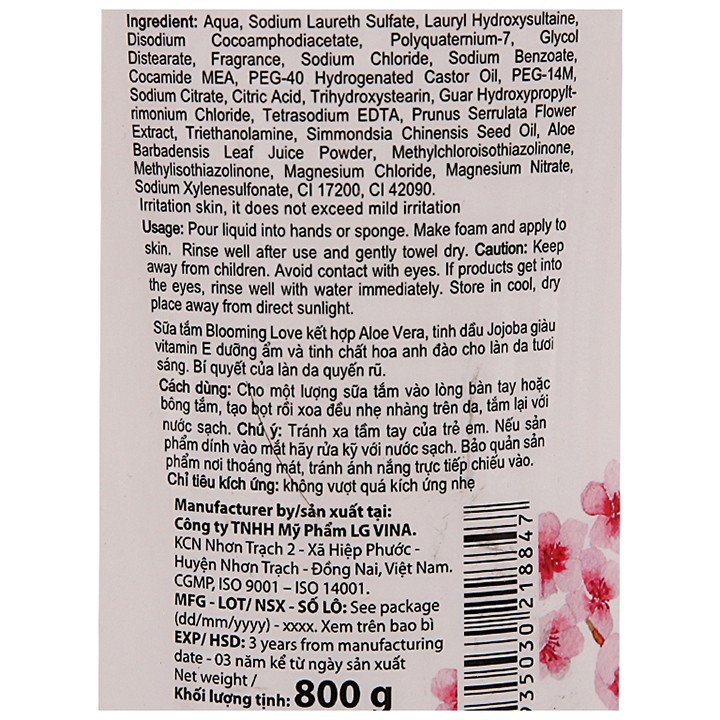 Ingredient: Aqua, Sodium Laureth Sulfate, Lauryl Hydroxysultaine,
Disodium Cocoamphodiacetate, Polyquaternium-7, Glycol
Distearate, Fragrance, Sodium Chloride, Sodium Benzoate,
Cocamide MEA, PEG-40 Hydrogenated Castor Oil, PEG-14M,
Sodium Citrate, Citric Acid, Trihydroxystearin, Guar Hydroxypropylt-
rimonium Chloride, Tetrasodium EDTA, Prunus Serrulata Flower
Extract, Triethanolamine, Simmondsia Chinensis Seed Oil, Aloe
Barbadensis Leaf Juice Powder, Methylchloroisothiazolinone,
Methylisothiazolinone, Magnesium Chloride, Magnesium Nitrate,
Sodium Xylenesulfonate, CI 17200, CI 42090.
Irritation skin, it does not exceed mild irritation
Usage: Pour liquid into hands or sponge. Make foam and apply to
skin. Rinse well after use and gently towel dry. Caution: Keep
away from children. Avoid contact with eyes. If products get into
the eyes, rinse well with water immediately. Store in cool, dry
place away from direct sunlight.
Sữa tắm Blooming Love kết hợp Aloe Vera, tinh dầu Jojoba giàu
vitamin E dưỡng ẩm và tinh chất hoa anh đào cho làn da tươi
sáng. Bí quyết của làn da quyến rũ.
Cách dùng: Cho một lượng sữa tắm vào lòng bàn tay hoặc
bông tắm, tạo bọt rồi xoa đều nhẹ nhàng trên da, tắm lại với
nước sạch. Chú ý: Tránh xa tầm tay của trẻ em. Nếu sản
phẩm dính vào mắt hãy rửa kỹ với nước sạch. Bảo quản sản
phẩm nơi thoáng mát, tránh ánh nắng trực tiếp chiếu vào.
Chỉ tiêu kích ứng: không vượt quá kích ứng nhẹ
Manufacturer by/sản xuất tại:
Công ty TNHH Mỹ Phẩm LG VINA.
KCN Nhơn Trạch 2 - Xã Hiệp Phước -
Huyện Nhơn Trạch - Đồng Nai, Việt Nam.
CGMP, ISO 9001 – ISO 14001.
MFG - LOT/ NSX - SỐ LÔ: See package
(dd/mm/yyyy) - xxxx. Xem trên bao bì
EXP/ HSD: 3 years from manufacturing
date - 03 năm kể từ ngày sản xuất
Net weight /
Khối lượng tịnh: 800 g
935030218847